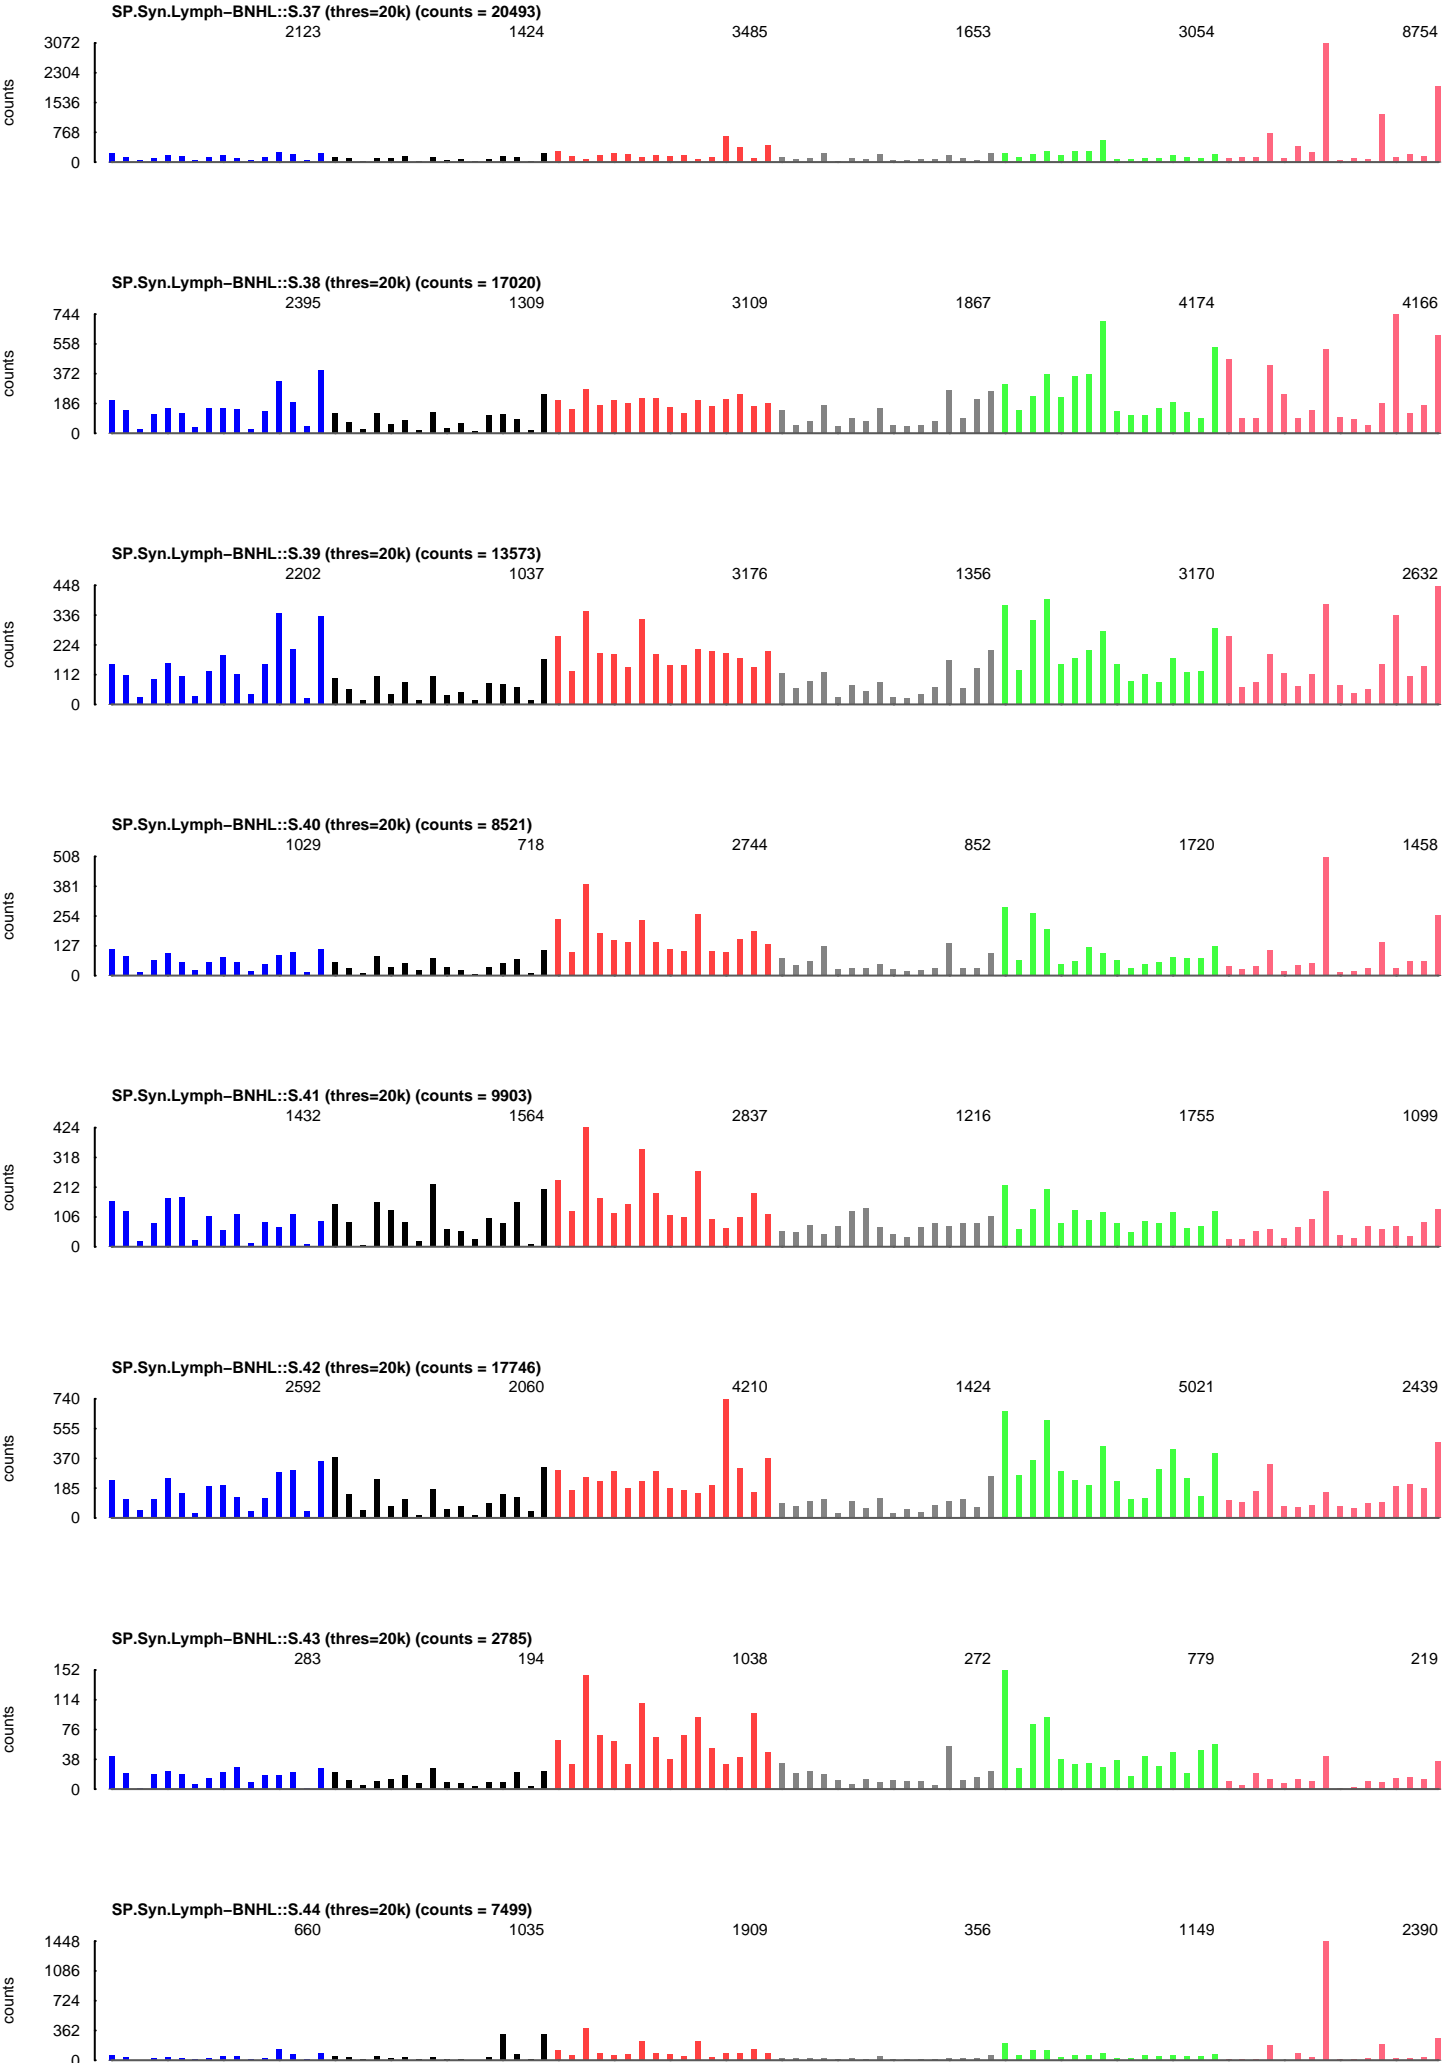 SP.Syn.Lymph−BNHL::S.37 (thres=20k) (counts = 20493)
2123 1424 3485 1653 3054 8754
3072
2304
1536
768
0
counts
SP.Syn.Lymph−BNHL::S.38 (thres=20k) (counts = 17020)
2395 1309 3109 1867 4174 4166
744
558
372
186
0
counts
SP.Syn.Lymph−BNHL::S.39 (thres=20k) (counts = 13573)
2202 1037 3176 1356 3170 2632
448
336
224
112
0
counts
SP.Syn.Lymph−BNHL::S.40 (thres=20k) (counts = 8521)
1029 718 2744 852 1720 1458
508
381
254
127
0
counts
SP.Syn.Lymph−BNHL::S.41 (thres=20k) (counts = 9903)
1432 1564 2837 1216 1755 1099
424
318
212
106
0
counts
SP.Syn.Lymph−BNHL::S.42 (thres=20k) (counts = 17746)
2592 2060 4210 1424 5021 2439
740
555
370
185
0
counts
SP.Syn.Lymph−BNHL::S.43 (thres=20k) (counts = 2785)
283 194 1038 272 779 219
152
114
76
38
0
counts
SP.Syn.Lymph−BNHL::S.44 (thres=20k) (counts = 7499)
660 1035 1909 356 1149 2390
1448
1086
724
362
0
counts